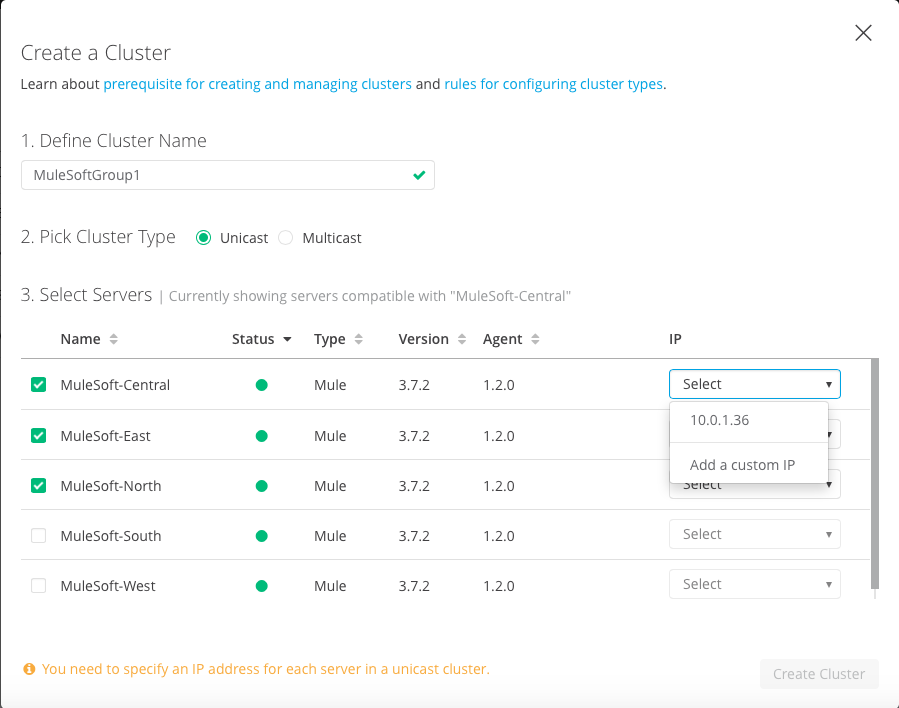 Create a Cluster
Learn about prerequisite for creating and managing clusters and rules for configuring cluster types.
1. Define Cluster Name
MuleSoftGroup1
2. Pick Cluster Type Unicast Multicast
3. Select Servers | Currently showing servers compatible with "MuleSoft-Central"
Name Status Type Version Agent IP
MuleSoft-Central Mule 3.7.2 1.2.0 Select
10.0.1.36
MuleSoft-East Mule 3.7.2 1.2.0
Add a custom IP
MuleSoft-North Mule 3.7.2 1.2.0 Select
MuleSoft-South Mule 3.7.2 1.2.0 Select
MuleSoft-West Mule 3.7.2 1.2.0 Select
You need to specify an IP address for each server in a unicast cluster.
Create Cluster